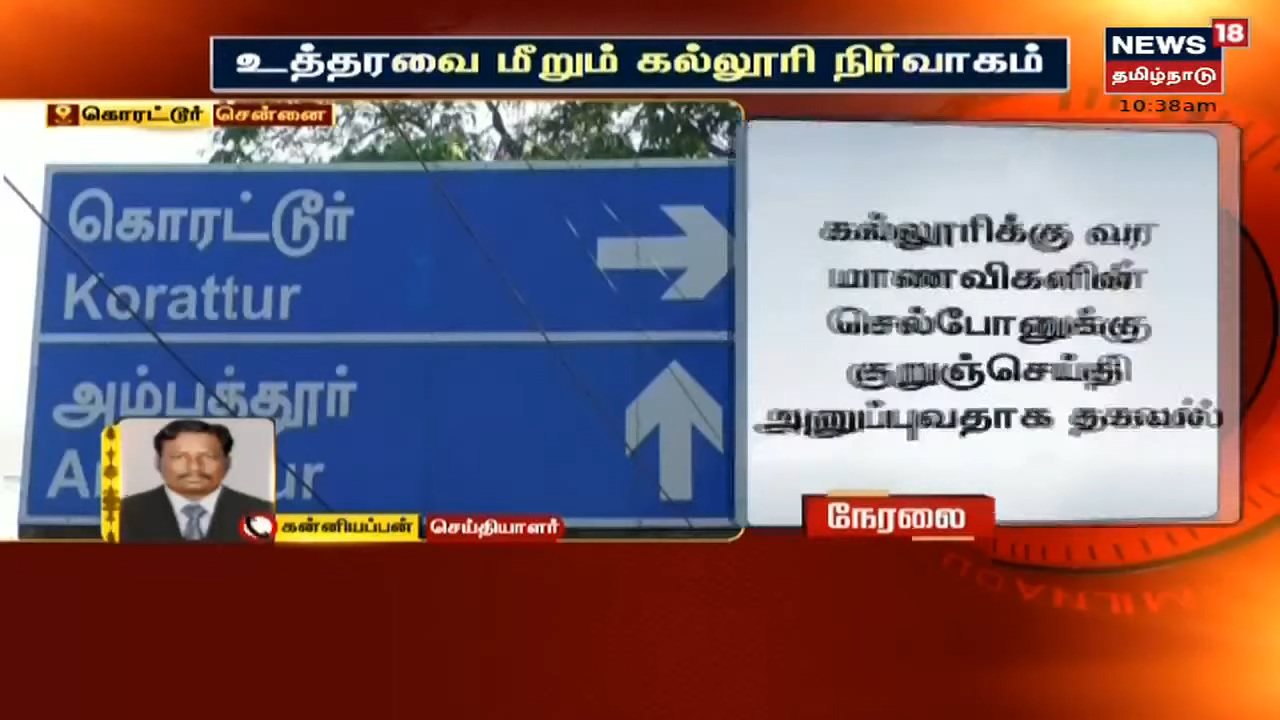 உத்தரவை மீறும் கல்லூரி நிர்வாகம்
NEWS 18
தமிழ்நாடு
10:38am
கொரட்டூர் சென்னை
கொரட்டூர்
Korattur
அம்பத்தூர்
கல்லூரிக்கு வர
மாணவிகளின்
செல்போனுக்கு
குறுஞ்செய்தி
அனுப்புவதாக தகவல்
கன்னியப்பன் செய்தியாளர்
நேரலை